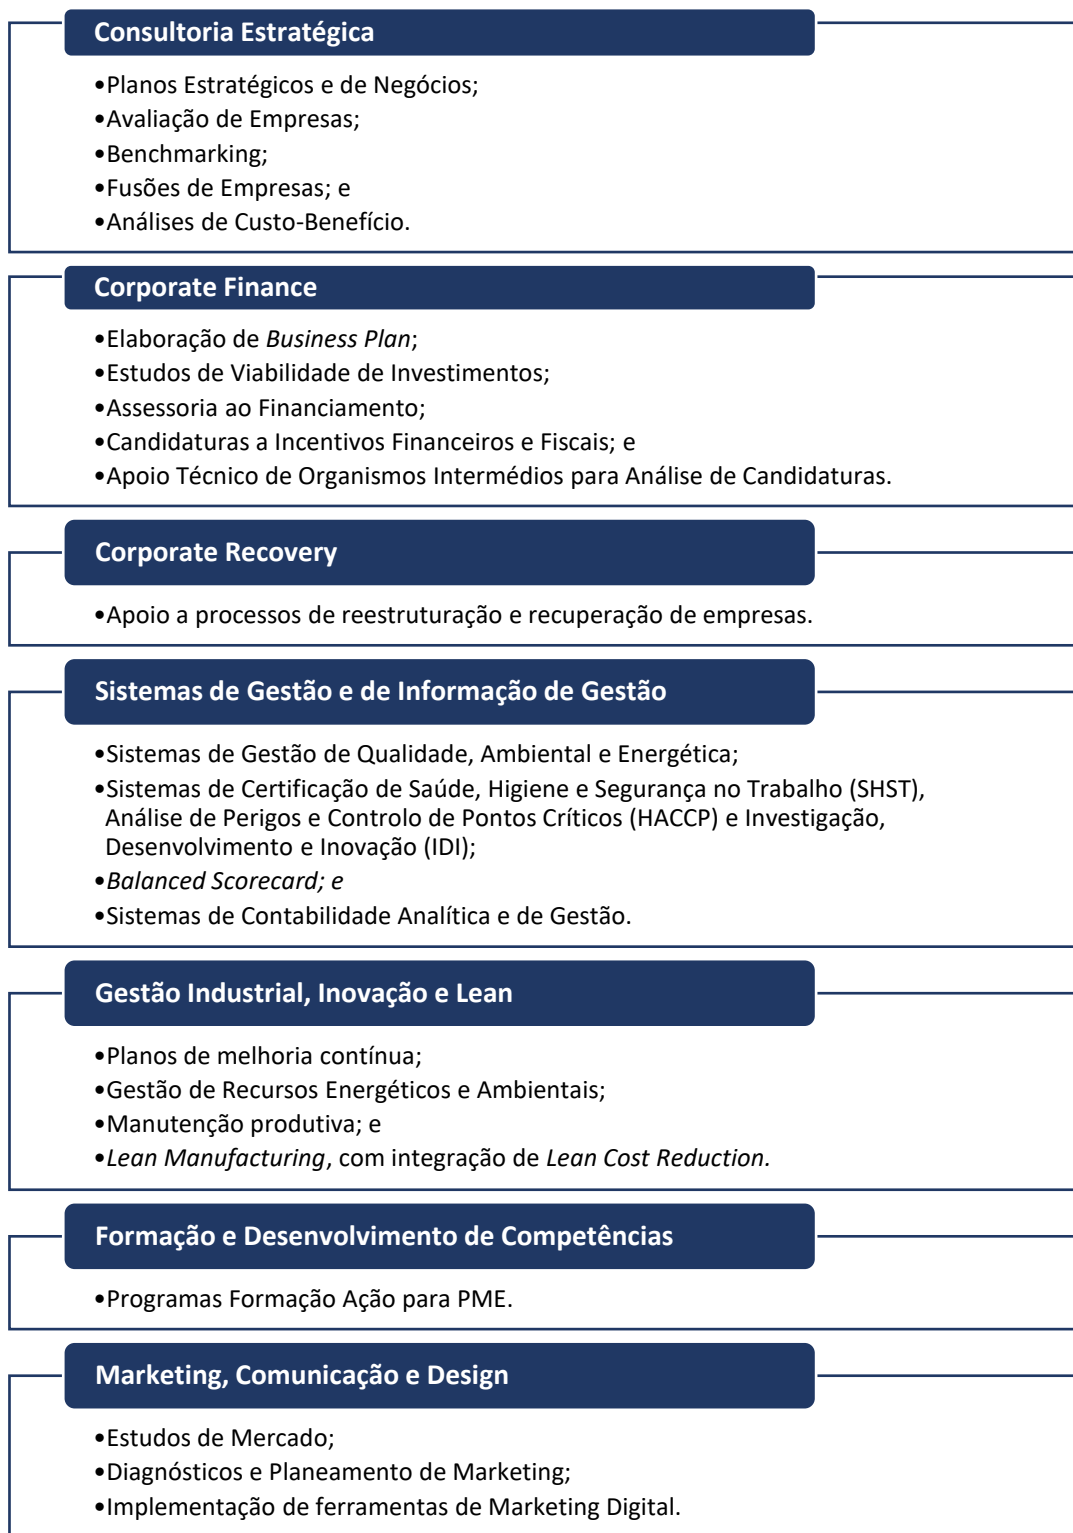 Consultoria Estratégica
•Planos Estratégicos e de Negócios;
•Avaliação de Empresas;
•Benchmarking;
•Fusões de Empresas; e
•Análises de Custo-Benefício.
Corporate Finance
•Elaboração de Business Plan;
•Estudos de Viabilidade de Investimentos;
•Assessoria ao Financiamento;
•Candidaturas a Incentivos Financeiros e Fiscais; e
•Apoio Técnico de Organismos Intermédios para Análise de Candidaturas.
Corporate Recovery
•Apoio a processos de reestruturação e recuperação de empresas.
Sistemas de Gestão e de Informação de Gestão
•Sistemas de Gestão de Qualidade, Ambiental e Energética;
•Sistemas de Certificação de Saúde, Higiene e Segurança no Trabalho (SHST),
Análise de Perigos e Controlo de Pontos Críticos (HACCP) e Investigação,
Desenvolvimento e Inovação (IDI);
•Balanced Scorecard; e
•Sistemas de Contabilidade Analítica e de Gestão.
Gestão Industrial, Inovação e Lean
•Planos de melhoria contínua;
•Gestão de Recursos Energéticos e Ambientais;
•Manutenção produtiva; e
•Lean Manufacturing, com integração de Lean Cost Reduction.
Formação e Desenvolvimento de Competências
•Programas Formação Ação para PME.
Marketing, Comunicação e Design
•Estudos de Mercado;
•Diagnósticos e Planeamento de Marketing;
•Implementação de ferramentas de Marketing Digital.